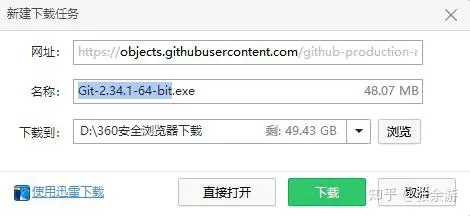 新建下载任务
网址： https://objects.githubusercontent.com/github-production-r
名称： Git-2.34.1-64-bit.exe 48.07 MB
下载到： D:\360安全浏览器下载 剩: 49.43 GB 浏览
使用迅雷下载 直接打开 下载 取消
知乎